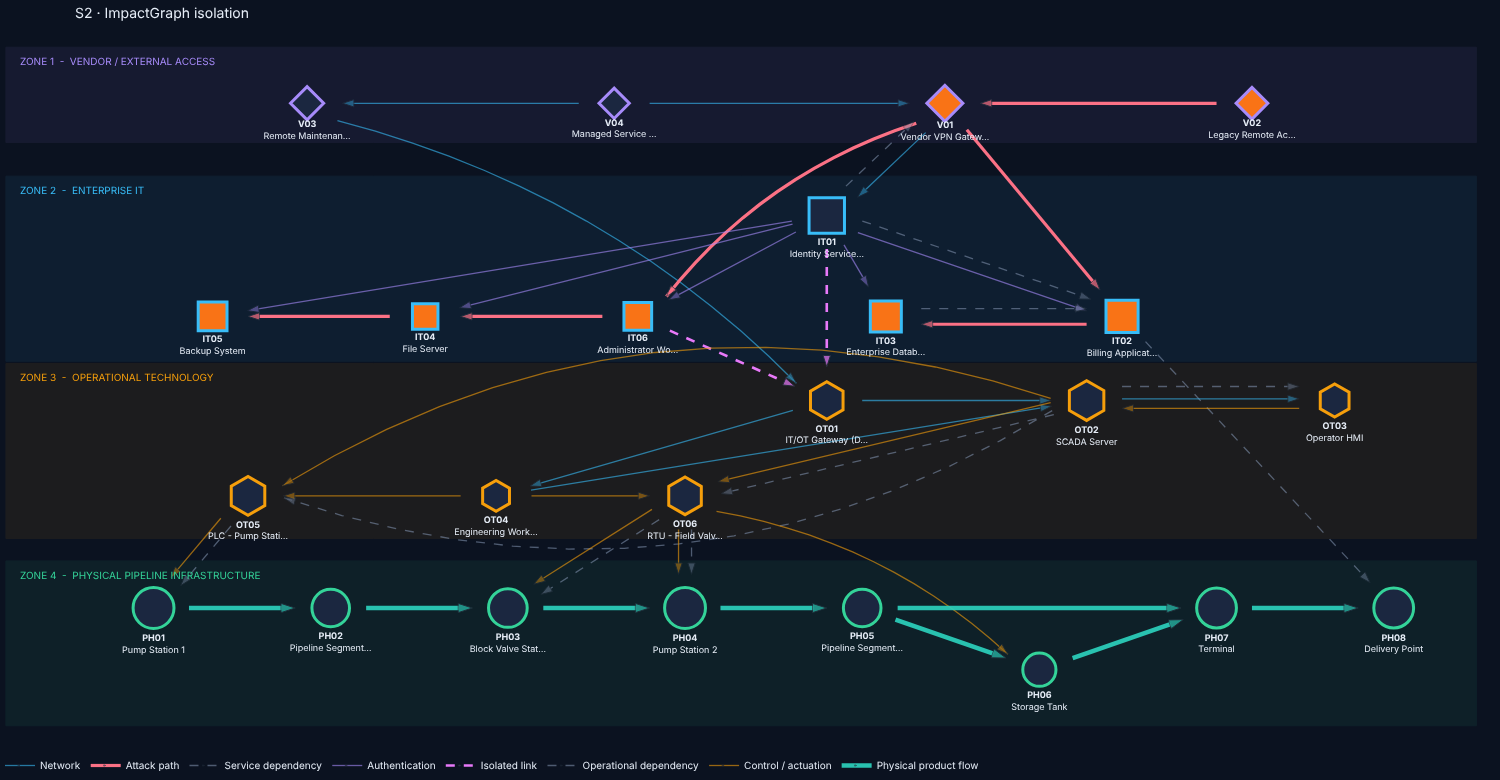 S2 · ImpactGraph isolation
ZONE 1 - VENDOR / EXTERNAL ACCESS
V03
Remote Maintenan...
V04
Managed Service ...
V01
Vendor VPN Gatew...
V02
Legacy Remote Ac...
ZONE 2 - ENTERPRISE IT
IT01
Identity Service...
IT05
Backup System
IT04
File Server
IT06
Administrator Wo...
IT03
Enterprise Datab...
IT02
Billing Applicat...
ZONE 3 - OPERATIONAL TECHNOLOGY
OT01
IT/OT Gateway (D...
OT02
SCADA Server
OT03
Operator HMI
OT05
PLC - Pump Stati...
OT04
Engineering Work...
OT06
RTU - Field Valv...
ZONE 4 - PHYSICAL PIPELINE INFRASTRUCTURE
PH01
Pump Station 1
PH02
Pipeline Segment...
PH03
Block Valve Stat...
PH04
Pump Station 2
PH05
Pipeline Segment...
PH07
Terminal
PH08
Delivery Point
PH06
Storage Tank
Network Attack path Service dependency Authentication Isolated link Operational dependency Control / actuation Physical product flow